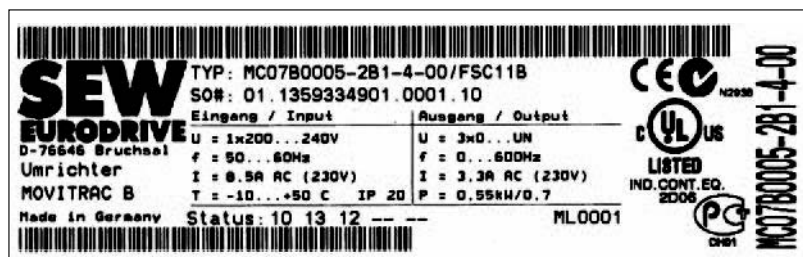 SEW
EURODRIVE
D-76646 Bruchsal
Umrichter
MOVITRAC B
Made in Germany
TYP: MC07B0005-2B1-4-00/FSC11B
SO#: 01.1359334901.0001.10
Eingang / Input
U = 1x200...240V
f = 50...60Hz
I = 8.5A AC (230V)
T = -10...+50 C IP 20
Ausgang / Output
U = 3x0...UN
f = 0...600Hz
I = 3.3A AC (230V)
P = 0.55kW/0.7
Status: 10 13 12 -- --
ML0001
CE
N2936
C UL US
LISTED
IND.CONT.EQ.
2D06
MC07B0005-2B1-4-00